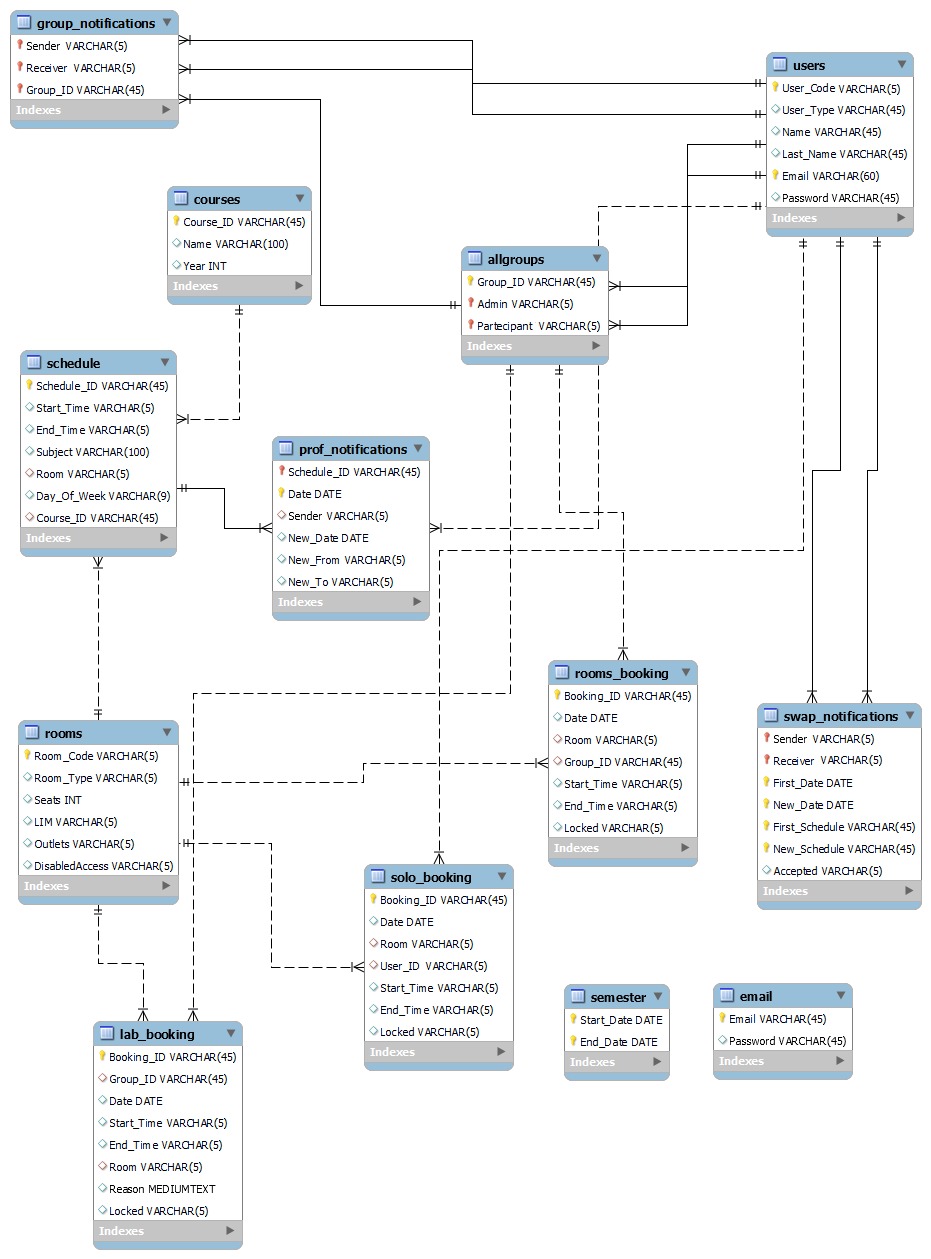 group_notifications
Sender VARCHAR(5)
Receiver VARCHAR(5)
Group_ID VARCHAR(45)
Indexes
users
User_Code VARCHAR(5)
User_Type VARCHAR(45)
Name VARCHAR(45)
Last_Name VARCHAR(45)
Email VARCHAR(60)
Password VARCHAR(45)
Indexes
courses
Course_ID VARCHAR(45)
Name VARCHAR(100)
Year INT
Indexes
allgroups
Group_ID VARCHAR(45)
Admin VARCHAR(5)
Partecipant VARCHAR(5)
Indexes
schedule
Schedule_ID VARCHAR(45)
Start_Time VARCHAR(5)
End_Time VARCHAR(5)
Subject VARCHAR(100)
Room VARCHAR(5)
Day_Of_Week VARCHAR(9)
Course_ID VARCHAR(45)
Indexes
prof_notifications
Schedule_ID VARCHAR(45)
Date DATE
Sender VARCHAR(5)
New_Date DATE
New_From VARCHAR(5)
New_To VARCHAR(5)
Indexes
rooms_booking
Booking_ID VARCHAR(45)
Date DATE
Room VARCHAR(5)
Group_ID VARCHAR(45)
Start_Time VARCHAR(5)
End_Time VARCHAR(5)
Locked VARCHAR(5)
Indexes
swap_notifications
Sender VARCHAR(5)
Receiver VARCHAR(5)
First_Date DATE
New_Date DATE
First_Schedule VARCHAR(45)
New_Schedule VARCHAR(45)
Accepted VARCHAR(5)
Indexes
rooms
Room_Code VARCHAR(5)
Room_Type VARCHAR(5)
Seats INT
LIM VARCHAR(5)
Outlets VARCHAR(5)
DisabledAccess VARCHAR(5)
Indexes
solo_booking
Booking_ID VARCHAR(45)
Date DATE
Room VARCHAR(5)
User_ID VARCHAR(5)
Start_Time VARCHAR(5)
End_Time VARCHAR(5)
Locked VARCHAR(5)
Indexes
semester
Start_Date DATE
End_Date DATE
Indexes
email
Email VARCHAR(45)
Password VARCHAR(45)
Indexes
lab_booking
Booking_ID VARCHAR(45)
Group_ID VARCHAR(45)
Date DATE
Start_Time VARCHAR(5)
End_Time VARCHAR(5)
Room VARCHAR(5)
Reason MEDIUMTEXT
Locked VARCHAR(5)
Indexes